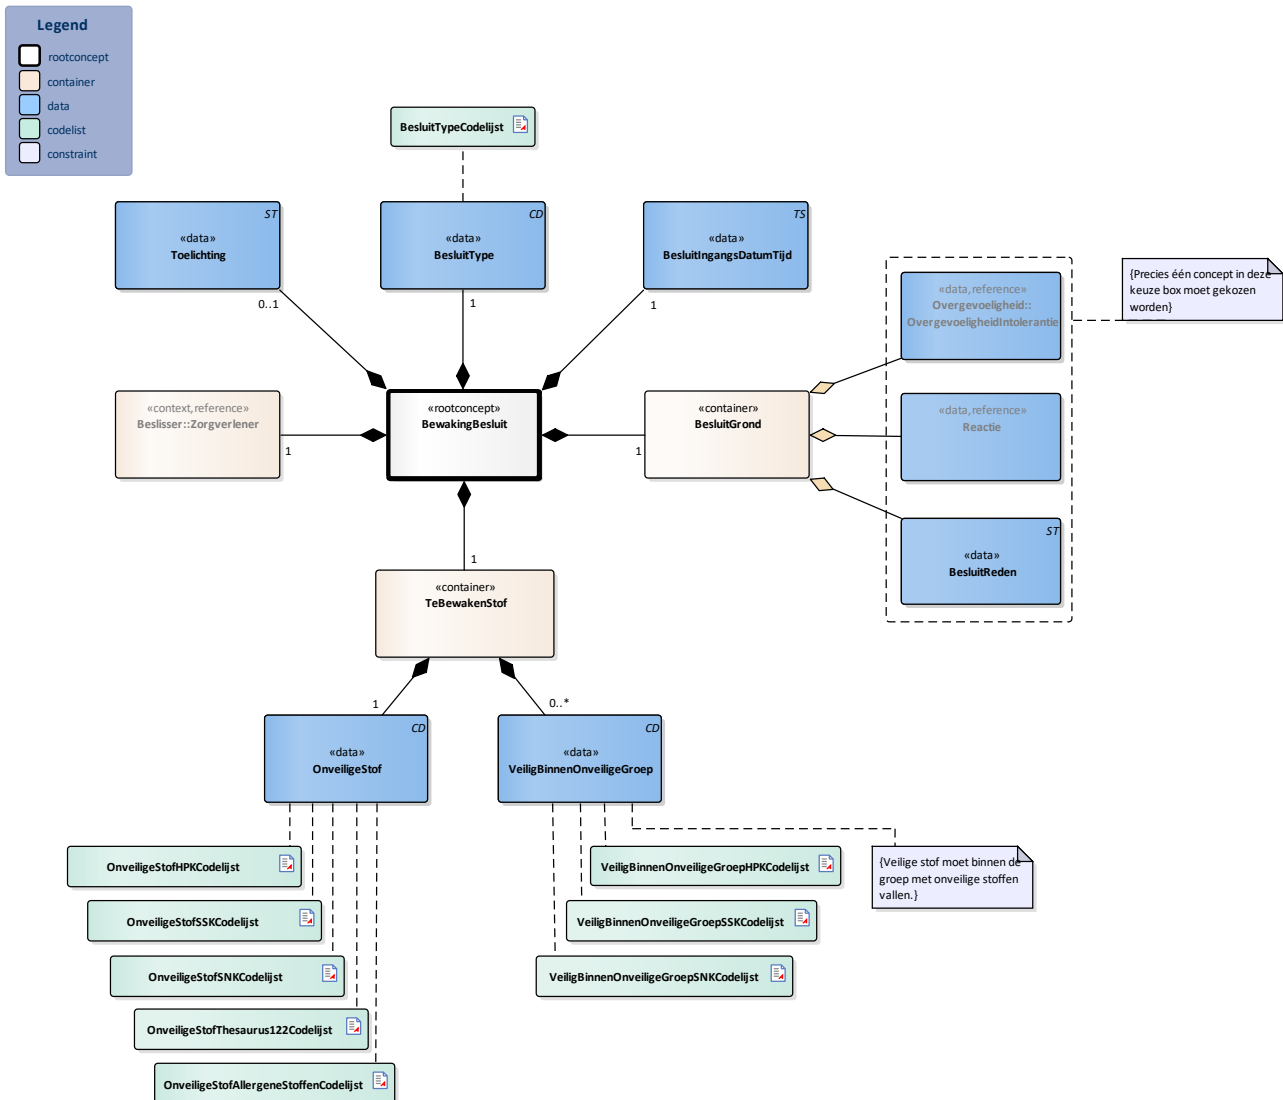 Legend
rootconcept
container
data
codelist
constraint
BesluitTypeCodelijst
ST
«data»
Toelichting
0..1
CD
«data»
BesluitType
1
TS
«data»
BesluitIngangsDatumTijd
1
«data,reference»
Overgevoeligheid::
OvergevoeligheidIntolerantie
{Precies één concept in deze
keuze box moet gekozen
worden}
«context,reference»
Beslisser::Zorgverlener
1
«rootconcept»
BewakingBesluit
«container»
BesluitGrond
1
«data,reference»
Reactie
ST
«data»
BesluitReden
1
«container»
TeBewakenStof
1
0..*
CD
«data»
OnveiligeStof
CD
«data»
VeiligBinnenOnveiligeGroep
OnveiligeStofHPKCodelijst
OnveiligeStofSSKCodelijst
OnveiligeStofSNKCodelijst
OnveiligeStofThesaurus122Codelijst
OnveiligeStofAllergeneStoffenCodelijst
VeiligBinnenOnveiligeGroepHPKCodelijst
VeiligBinnenOnveiligeGroepSSKCodelijst
VeiligBinnenOnveiligeGroepSNKCodelijst
{Veilige stof moet binnen de
groep met onveilige stoffen
vallen.}